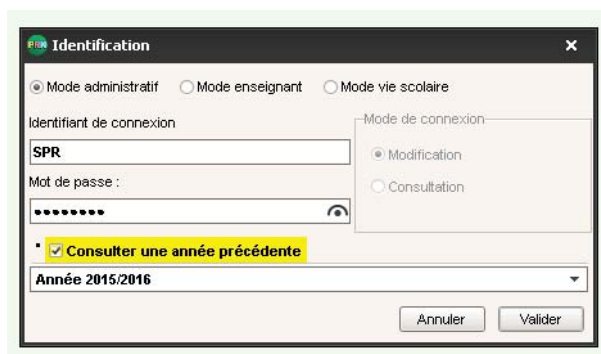 PRN Identification
Mode administratif Mode enseignant Mode vie scolaire
Identifiant de connexion
Mode de connexion
SPR
Modification
Mot de passe :
Consultation
Consulter une année précédente
Année 2015/2016
Annuler Valider